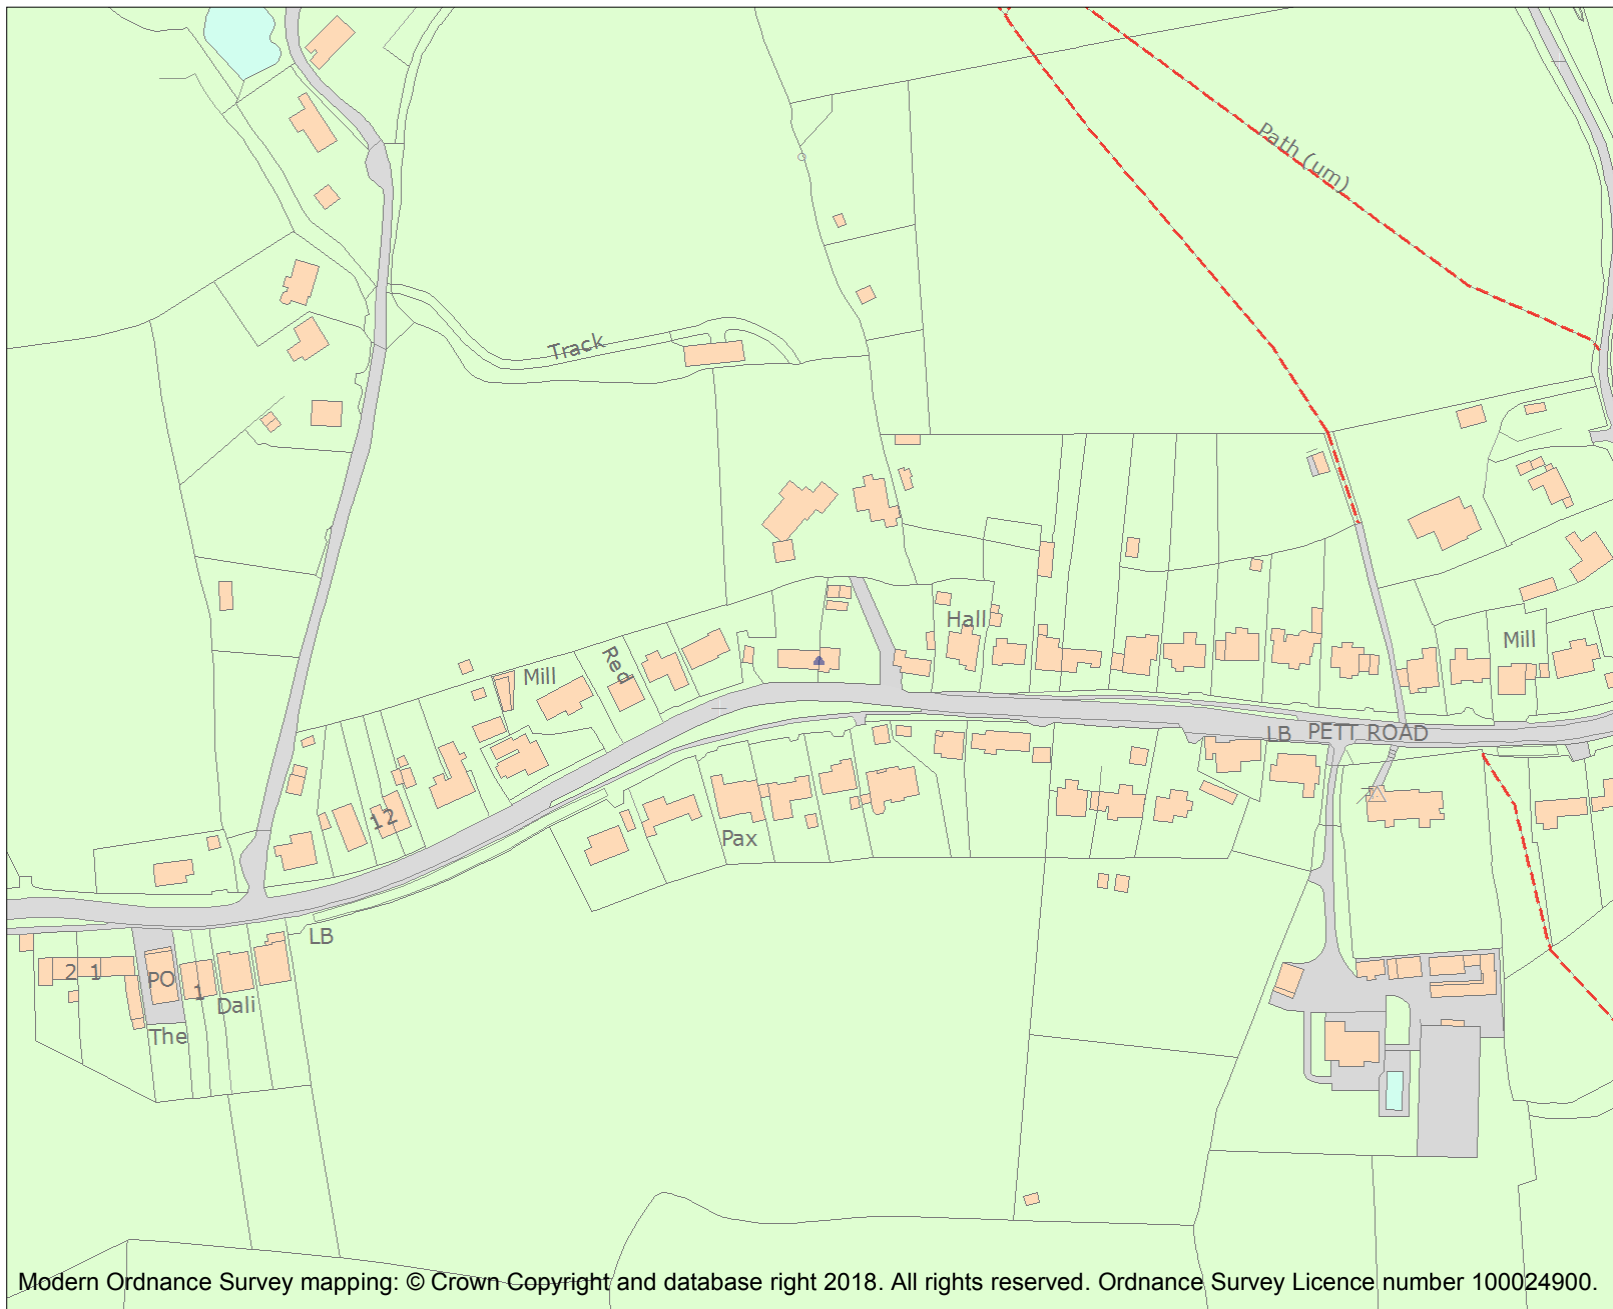 Path (um)
Track
Hall
Mill
Red
Mill
LB PETT ROAD
12
Pax
LB
2 1
PO
1
Dali
The
Modern Ordnance Survey mapping: © Crown Copyright and database right 2018. All rights reserved. Ordnance Survey Licence number 100024900.